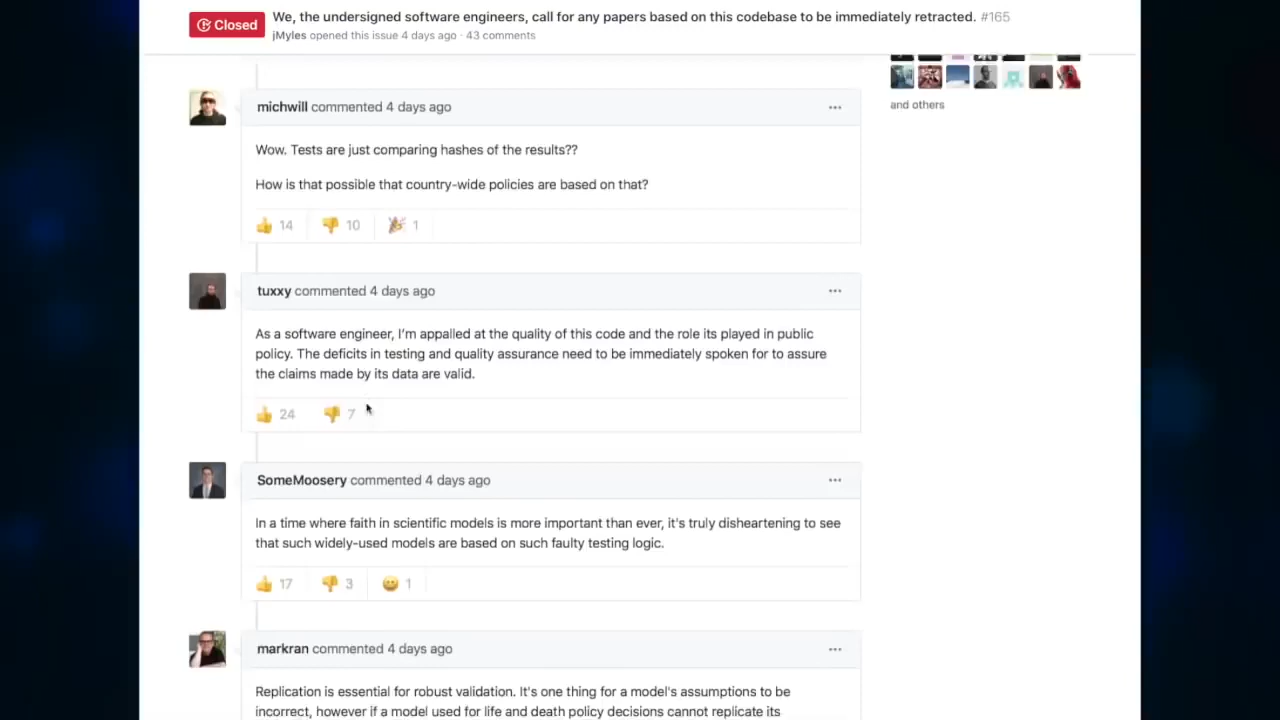 Closed
We, the undersigned software engineers, call for any papers based on this codebase to be immediately retracted. #165
jMyles opened this issue 4 days ago · 43 comments
and others
michwill commented 4 days ago
Wow. Tests are just comparing hashes of the results??
How is that possible that country-wide policies are based on that?
14 10 1
tuxxy commented 4 days ago
As a software engineer, I'm appalled at the quality of this code and the role its played in public
policy. The deficits in testing and quality assurance need to be immediately spoken for to assure
the claims made by its data are valid.
24 7
SomeMoosery commented 4 days ago
In a time where faith in scientific models is more important than ever, it's truly disheartening to see
that such widely-used models are based on such faulty testing logic.
17 3 1
markran commented 4 days ago
Replication is essential for robust validation. It's one thing for a model's assumptions to be
incorrect, however if a model used for life and death policy decisions cannot replicate its